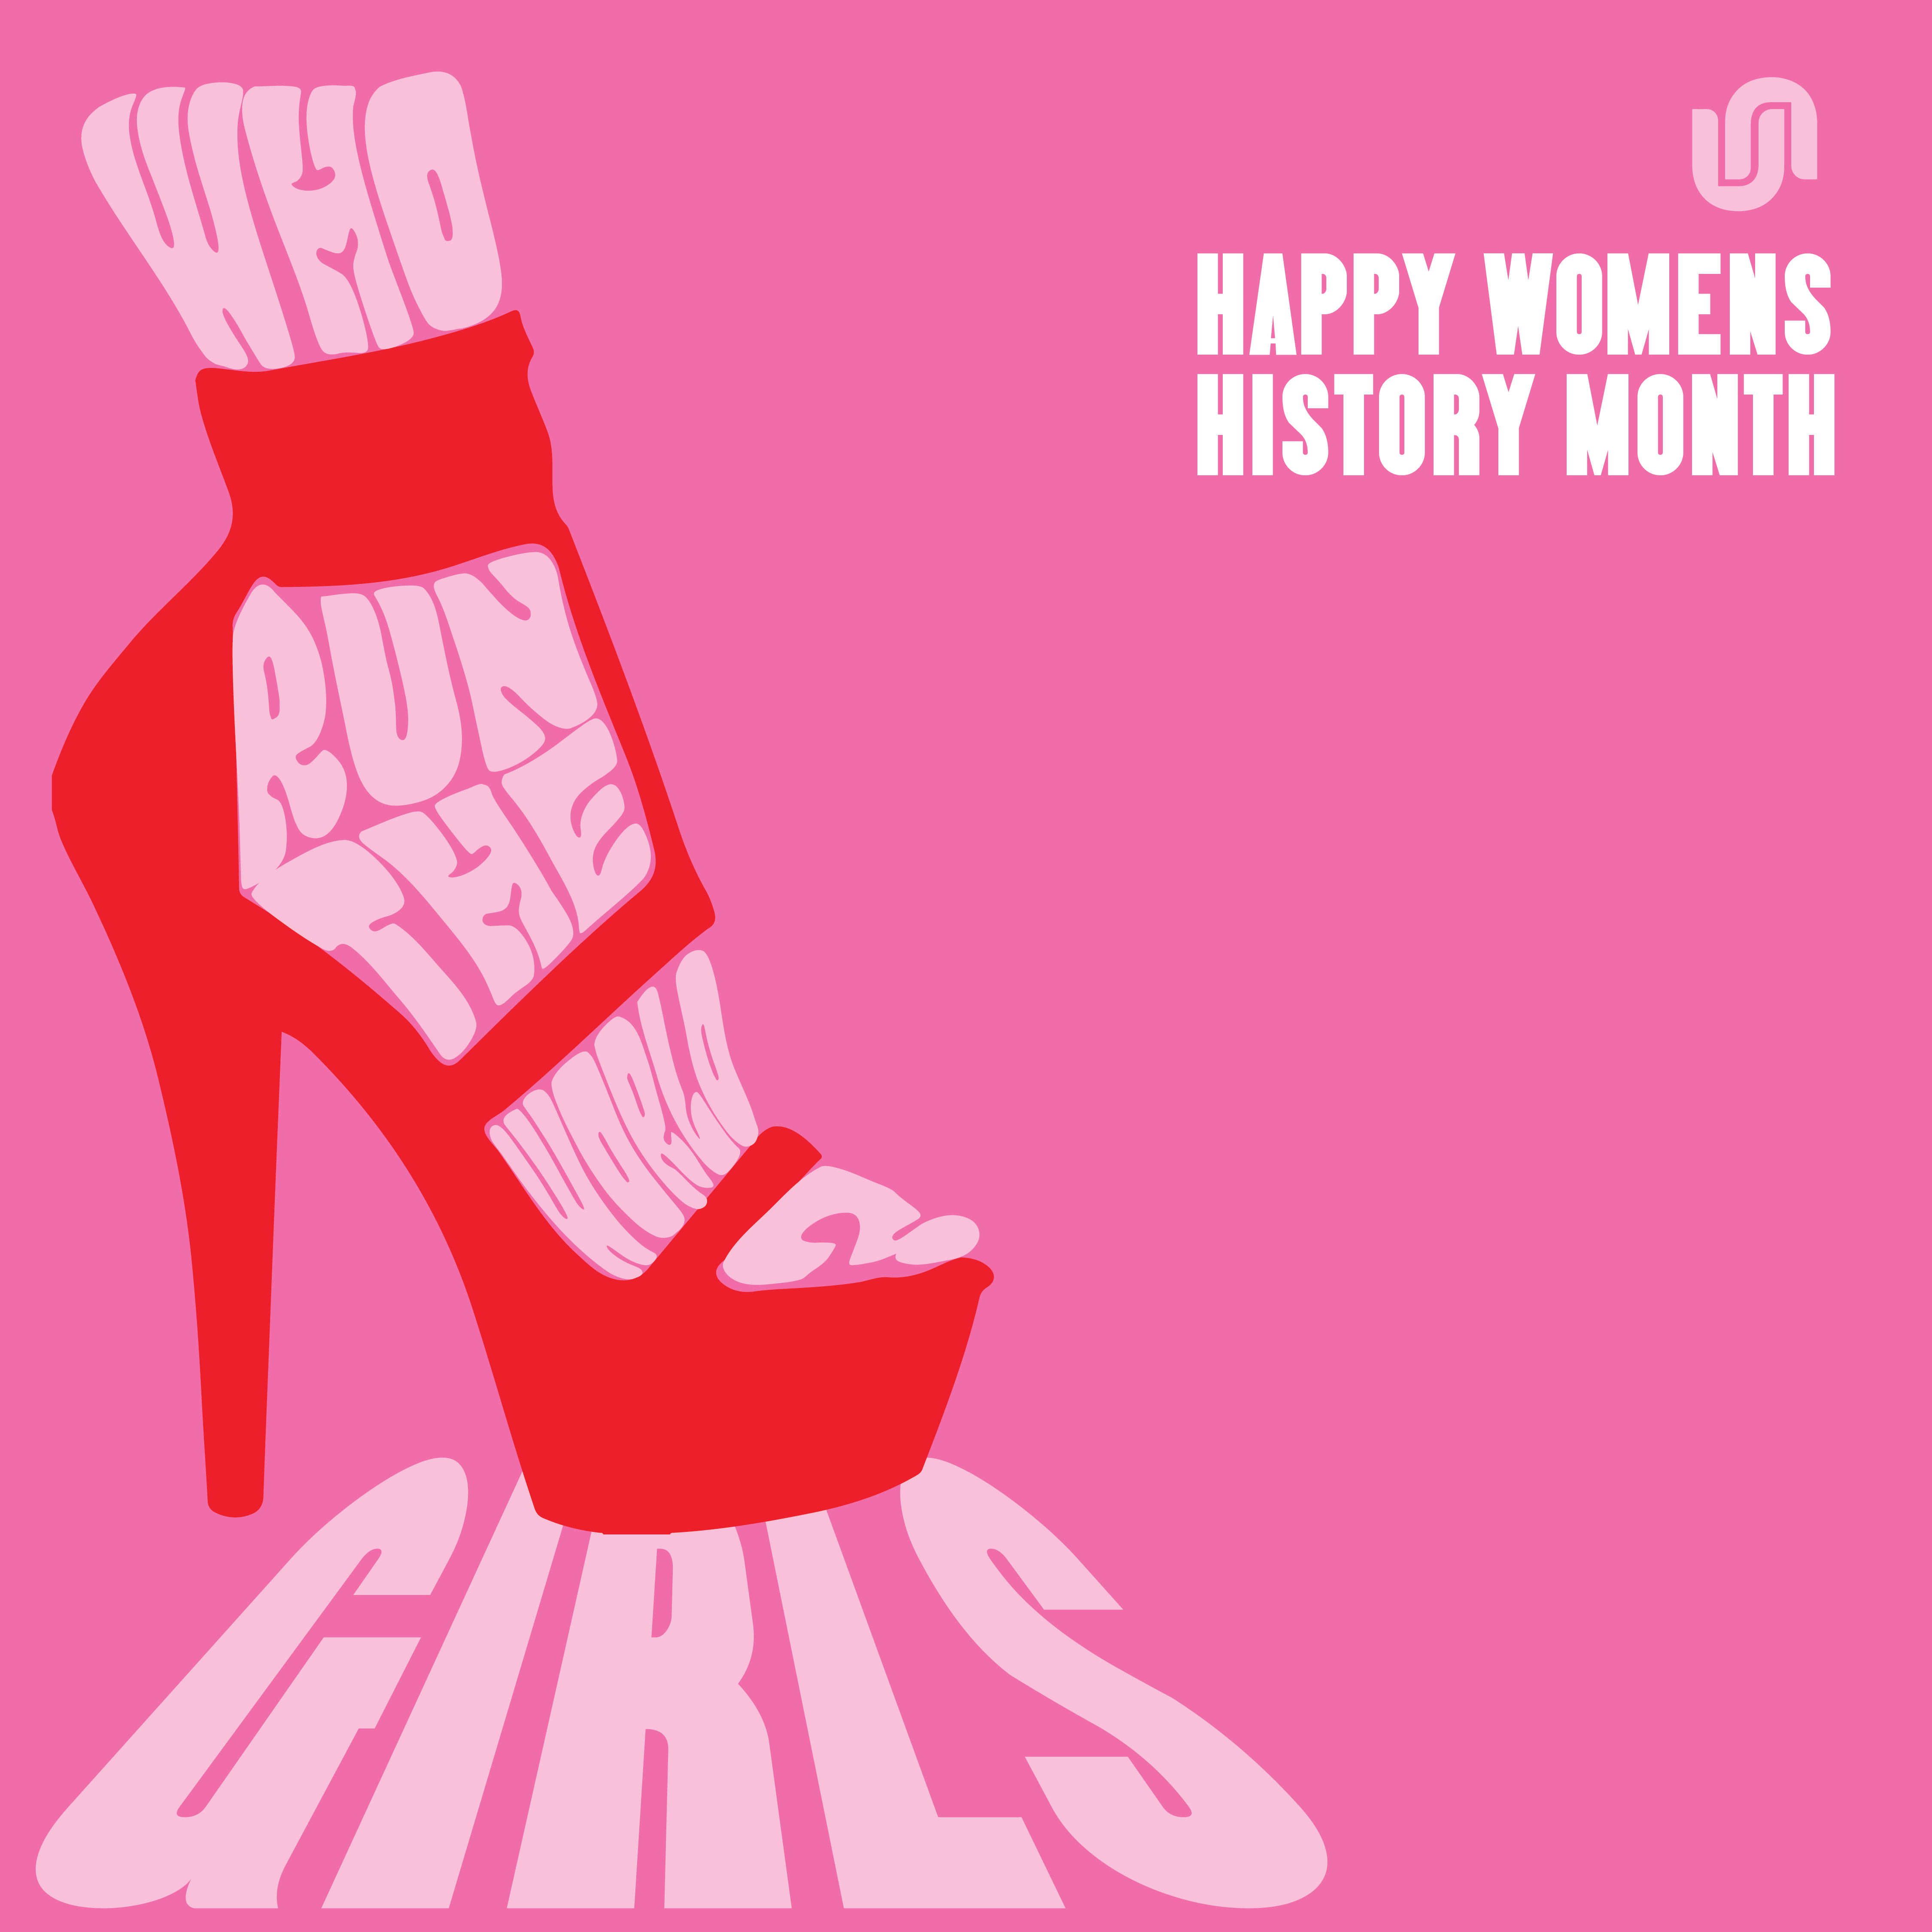 WHO
RUN
THE
WORLD
?
GIRLS
HAPPY WOMENS
HISTORY MONTH